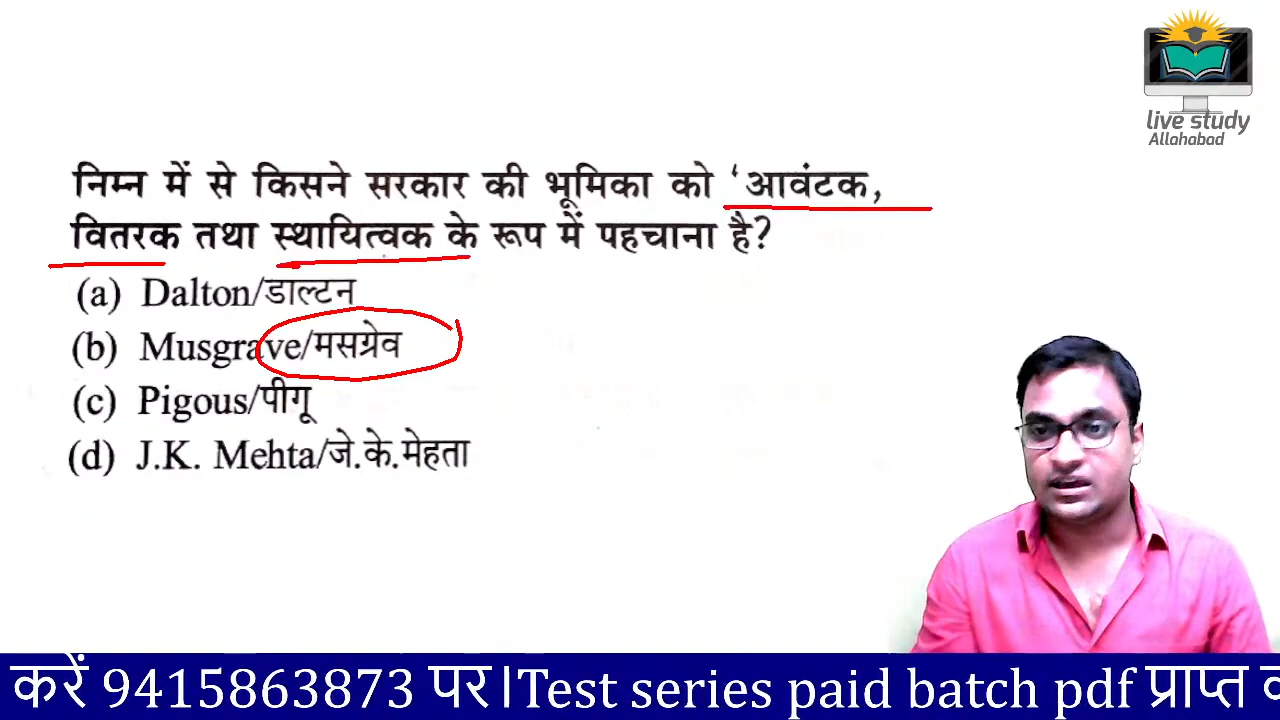 live study
Allahabad
निम्न में से किसने सरकार की भूमिका को ‘आवंटक,
वितरक तथा स्थायित्वक के रूप में पहचाना है?
(a) Dalton/डाल्टन
(b) Musgrave/मसग्रेव
(c) Pigous/पीगू
(d) J.K. Mehta/जे.के.मेहता
करें 9415863873 पर।Test series paid batch pdf प्राप्त